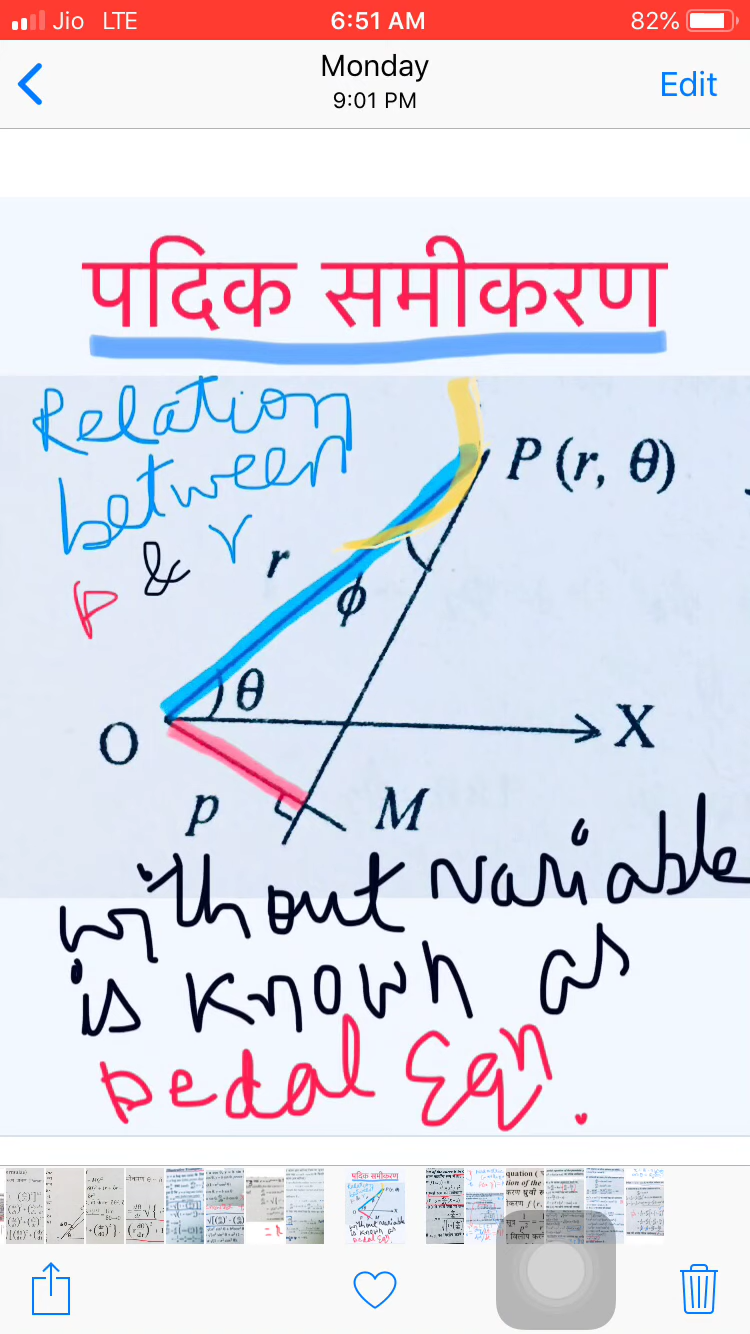 Jio LTE 6:51 AM 82%
Monday
9:01 PM Edit
पदिक समीकरण
Relation
between
p & r
P (r, θ)
r
ϕ
θ
O
X
p
M
without variable
is known as
pedal Eqn.